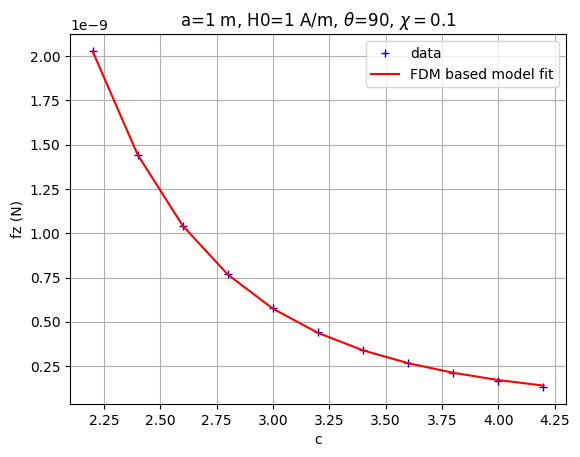 a=1 m, H0=1 A/m, θ=90, χ = 0.1
1e−9
data
FDM based model fit
2.00
1.75
1.50
1.25
1.00
0.75
0.50
0.25
fz (N)
2.25 2.50 2.75 3.00 3.25 3.50 3.75 4.00 4.25
c